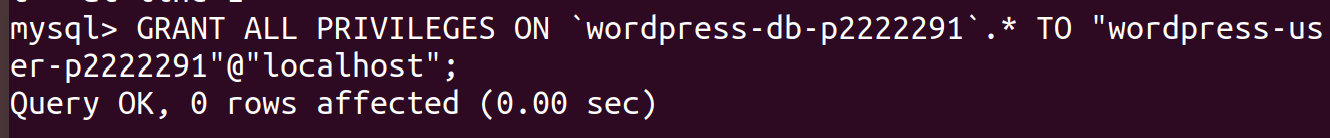 mysql> GRANT ALL PRIVILEGES ON `wordpress-db-p2222291`.* TO "wordpress-us
er-p2222291"@"localhost";
Query OK, 0 rows affected (0.00 sec)